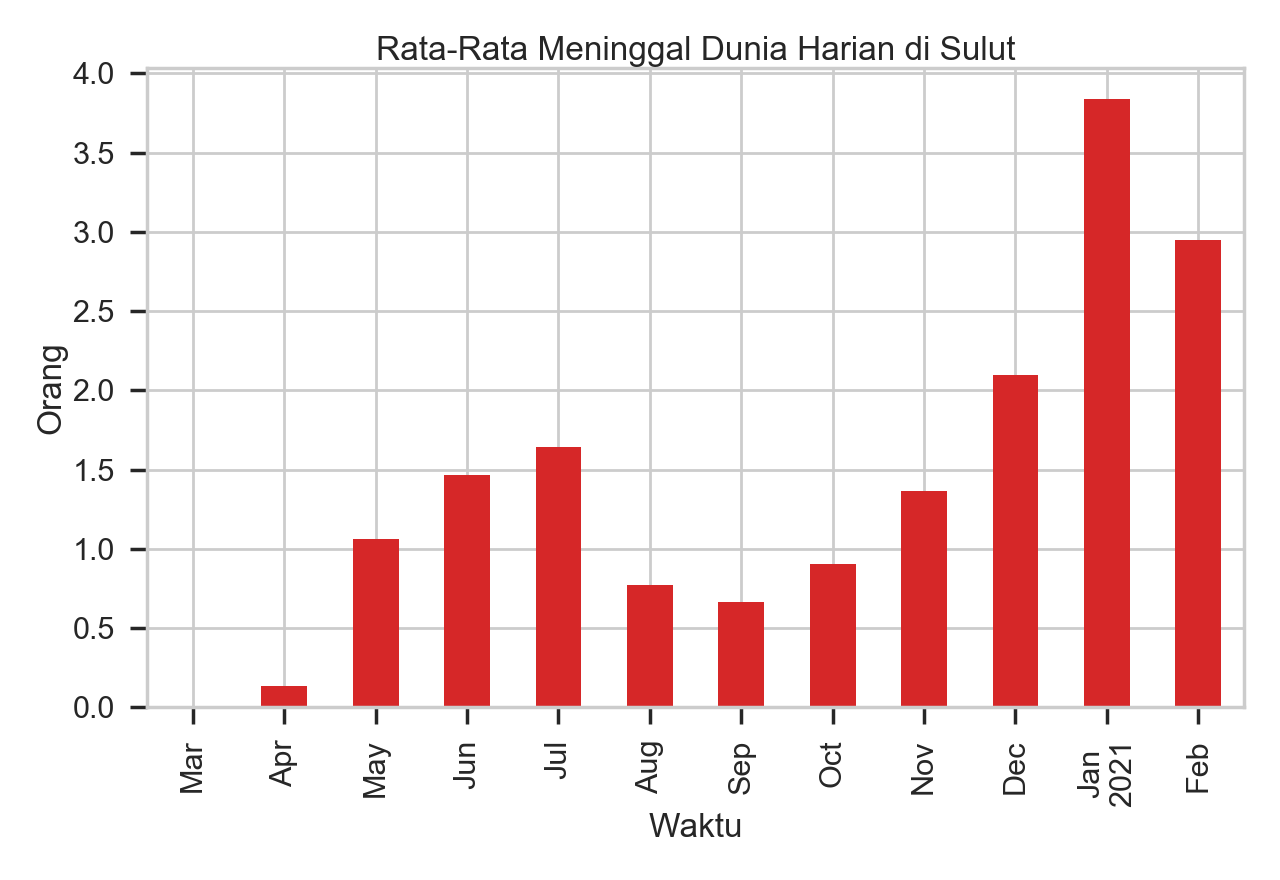 Rata-Rata Meninggal Dunia Harian di Sulut
4.0
3.5
3.0
2.5
2.0
1.5
1.0
0.5
0.0
Orang
Mar
Apr
May
Jun
Jul
Aug
Sep
Oct
Nov
Dec
Jan
2021
Feb
Waktu